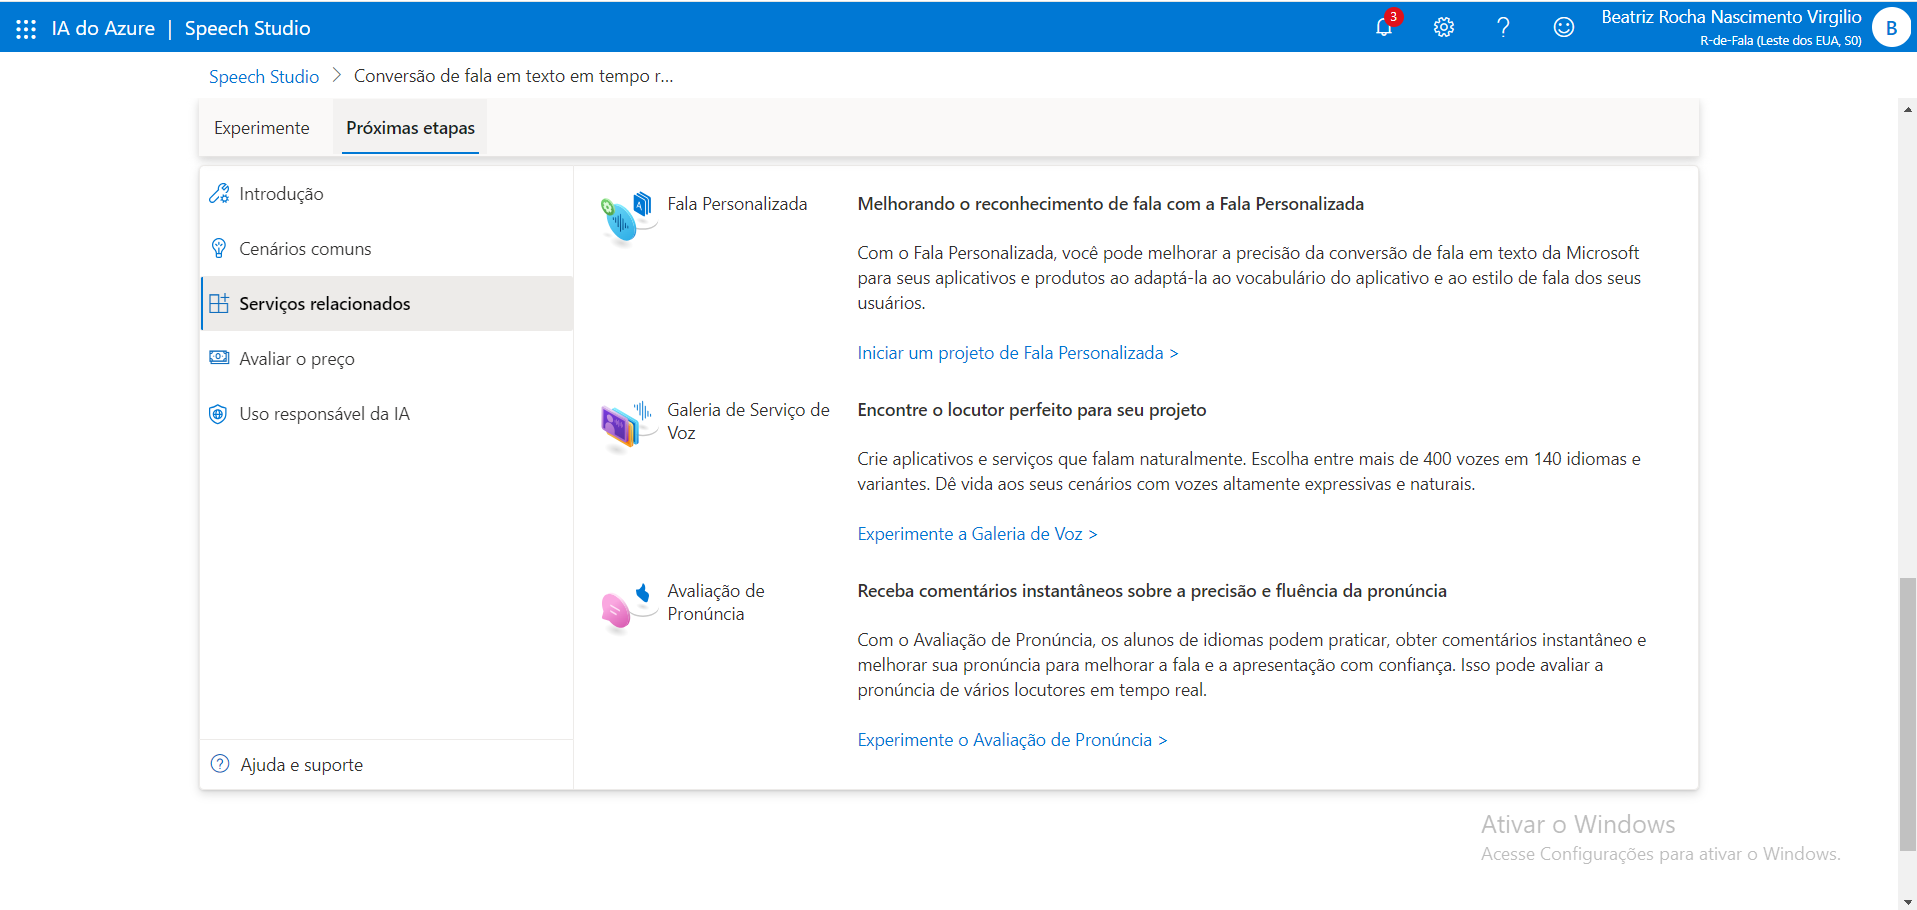 IA do Azure | Speech Studio
3
Beatriz Rocha Nascimento Virgilio
R-de-Fala (Leste dos EUA, S0)
B
Speech Studio > Conversão de fala em texto em tempo r...
Experimente
Próximas etapas
Introdução
Cenários comuns
Serviços relacionados
Avaliar o preço
Uso responsável da IA
Ajuda e suporte
Fala Personalizada
Melhorando o reconhecimento de fala com a Fala Personalizada
Com o Fala Personalizada, você pode melhorar a precisão da conversão de fala em texto da Microsoft
para seus aplicativos e produtos ao adaptá-la ao vocabulário do aplicativo e ao estilo de fala dos seus
usuários.
Iniciar um projeto de Fala Personalizada >
Galeria de Serviço de
Voz
Encontre o locutor perfeito para seu projeto
Crie aplicativos e serviços que falam naturalmente. Escolha entre mais de 400 vozes em 140 idiomas e
variantes. Dê vida aos seus cenários com vozes altamente expressivas e naturais.
Experimente a Galeria de Voz >
Avaliação de
Pronúncia
Receba comentários instantâneos sobre a precisão e fluência da pronúncia
Com o Avaliação de Pronúncia, os alunos de idiomas podem praticar, obter comentários instantâneo e
melhorar sua pronúncia para melhorar a fala e a apresentação com confiança. Isso pode avaliar a
pronúncia de vários locutores em tempo real.
Experimente o Avaliação de Pronúncia >
Ativar o Windows
Acesse Configurações para ativar o Windows.